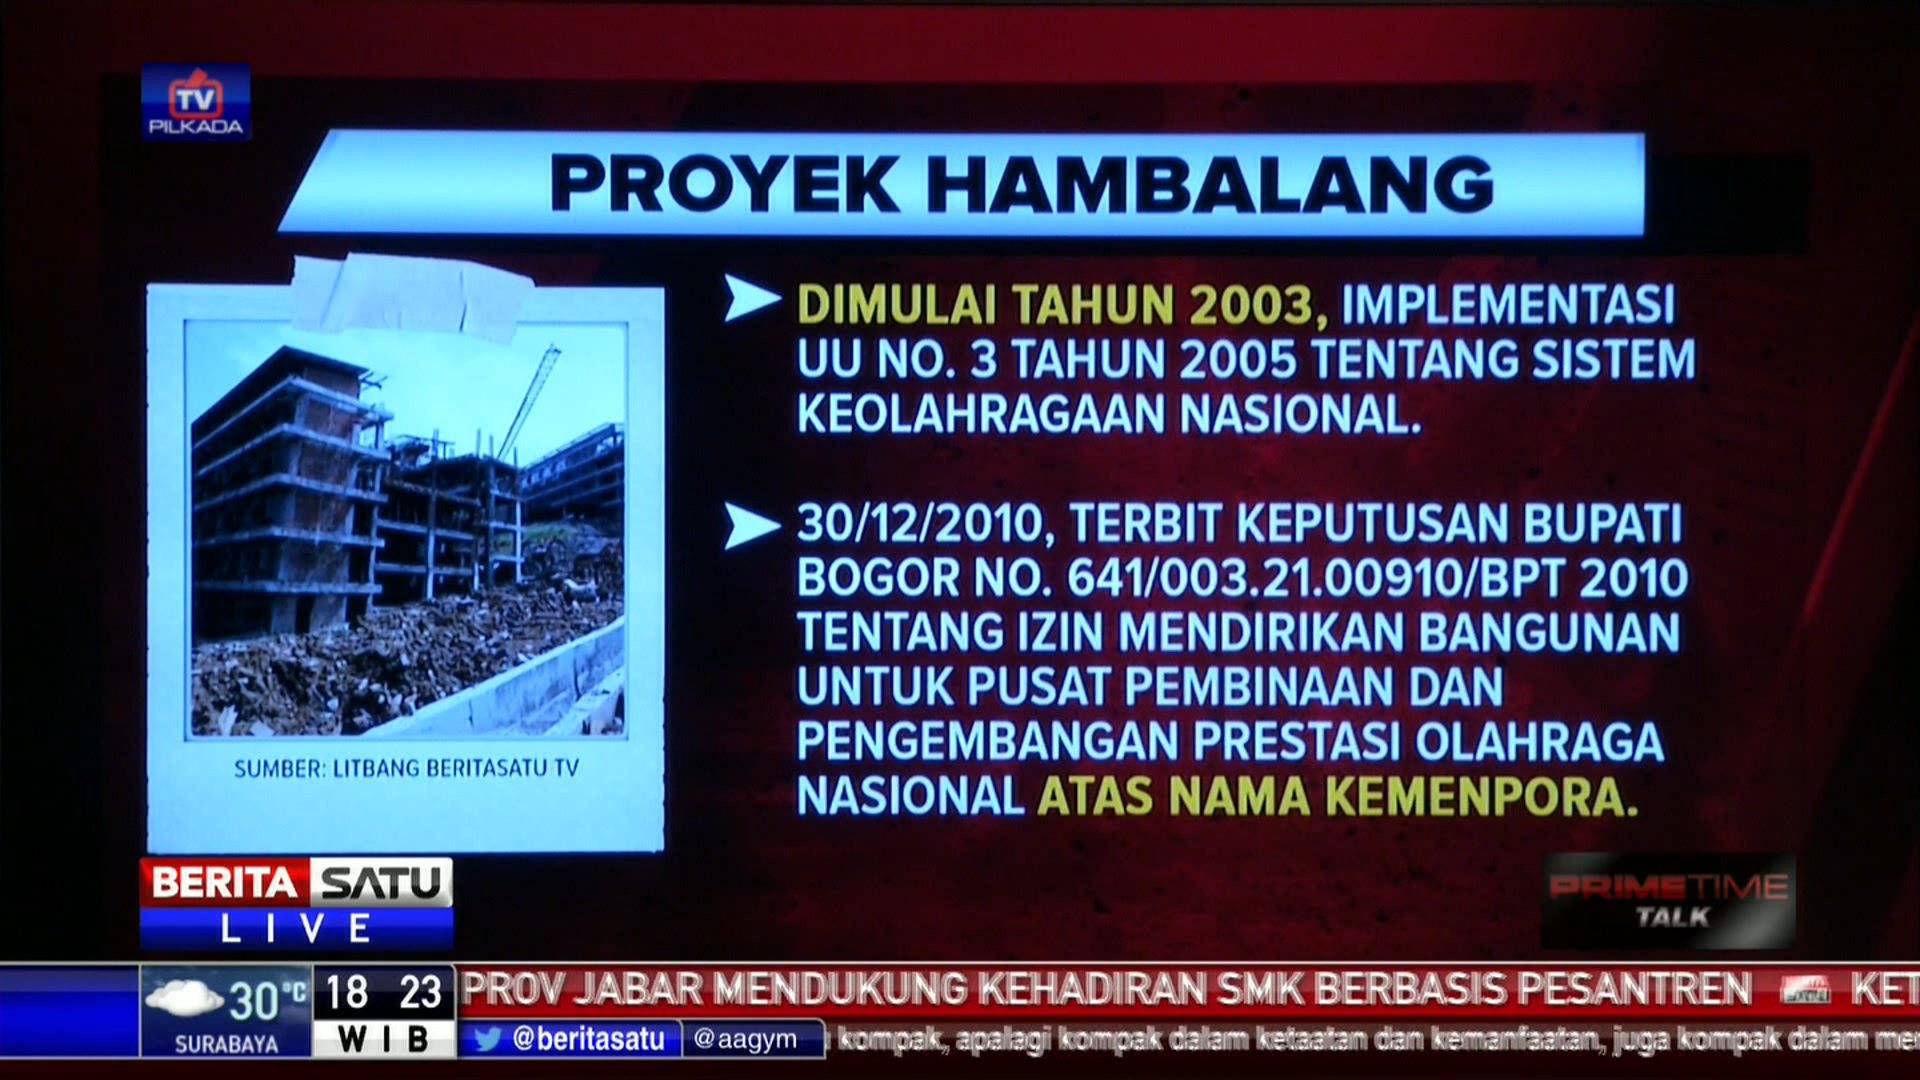 TV
PILKADA
PROYEK HAMBALANG
DIMULAI TAHUN 2003, IMPLEMENTASI
UU NO. 3 TAHUN 2005 TENTANG SISTEM
KEOLAHRAGAAN NASIONAL.
30/12/2010, TERBIT KEPUTUSAN BUPATI
BOGOR NO. 641/003.21.00910/BPT 2010
TENTANG IZIN MENDIRIKAN BANGUNAN
UNTUK PUSAT PEMBINAAN DAN
PENGEMBANGAN PRESTASI OLAHRAGA
NASIONAL ATAS NAMA KEMENPORA.
SUMBER: LITBANG BERITASATU TV
BERITA SATU
LIVE
PRIMETIME
TALK
30°C
SURABAYA
18 23
WIB
PROV JABAR MENDUKUNG KEHADIRAN SMK BERBASIS PESANTREN KET
@beritasatu @aagym kompak, apalagi kompak dalam ketaatan dan kemanfaatan, juga kompak dalam me